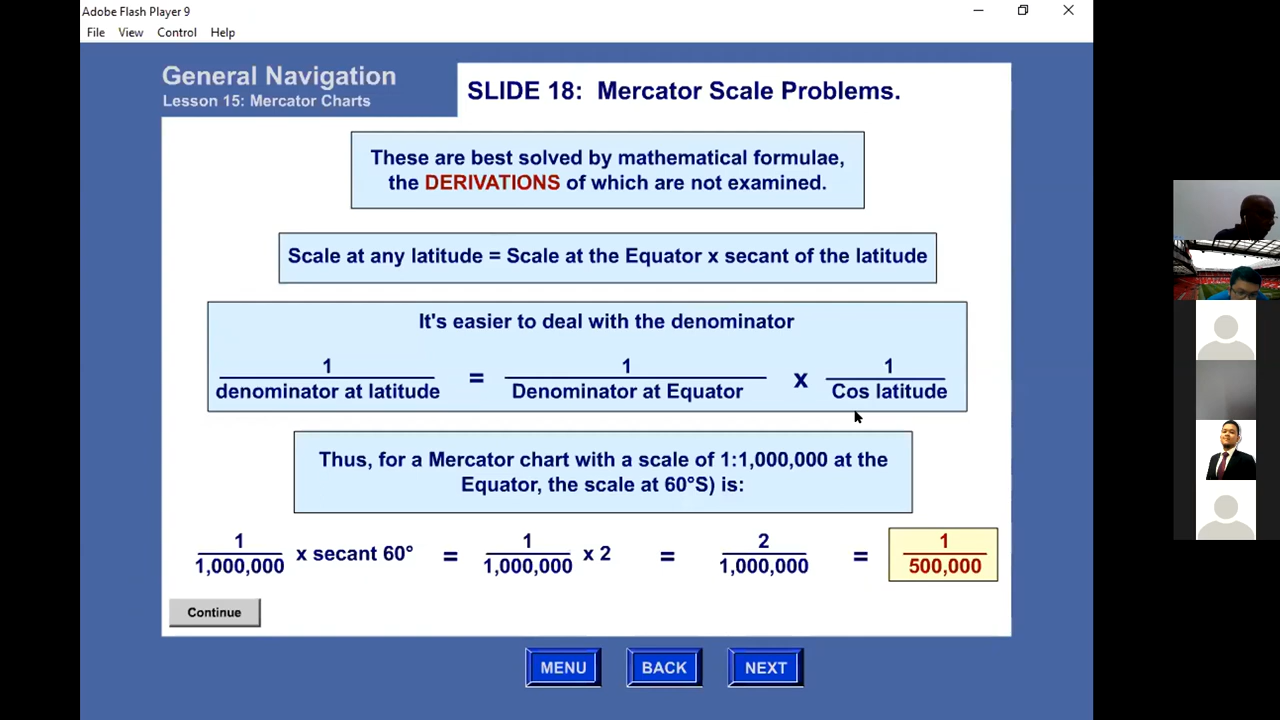 Adobe Flash Player 9
File View Control Help
General Navigation
Lesson 15: Mercator Charts
SLIDE 18: Mercator Scale Problems.
These are best solved by mathematical formulae,
the DERIVATIONS of which are not examined.
Scale at any latitude = Scale at the Equator x secant of the latitude
It's easier to deal with the denominator
1 1 1
= x
denominator at latitude Denominator at Equator Cos latitude
Thus, for a Mercator chart with a scale of 1:1,000,000 at the
Equator, the scale at 60°S) is:
1 1 2 1
x secant 60° = x 2 = =
1,000,000 1,000,000 1,000,000 500,000
Continue
MENU BACK NEXT